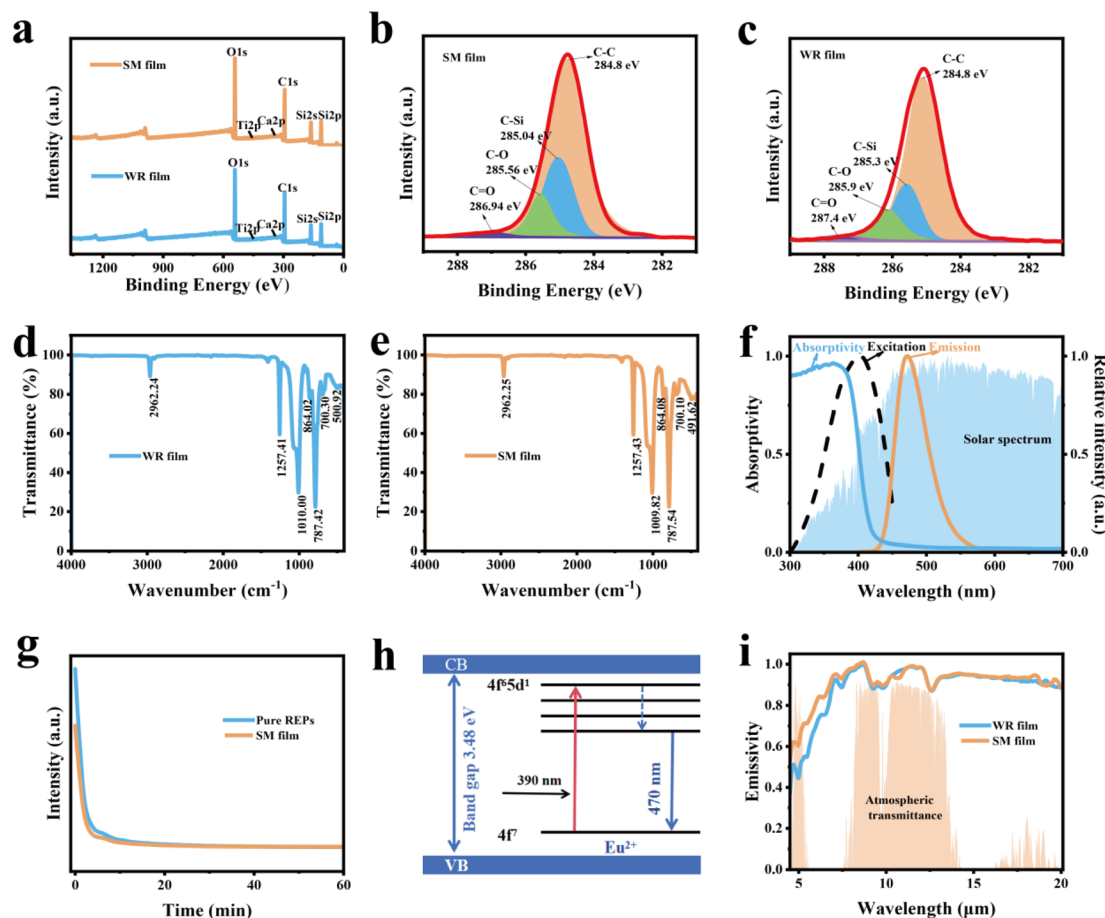 a
SM film
O1s
C1s
Ti2p
Ca2p
Si2s
Si2p
WR film
O1s
C1s
Ti2p
Ca2p
Si2s
Si2p
Intensity (a.u.)
1200
900
600
300
0
Binding Energy (eV)
b
SM film
C-C
284.8 eV
C-Si
285.04 eV
C-O
285.56 eV
C=O
286.94 eV
Intensity (a.u.)
288
286
284
282
Binding Energy (eV)
c
WR film
C-C
284.8 eV
C-Si
285.3 eV
C-O
285.9 eV
C=O
287.4 eV
Intensity (a.u.)
288
286
284
282
Binding Energy (eV)
d
Transmittance (%)
100
80
60
40
20
0
2962.24
1257.41
1010.00
864.02
787.42
700.30
500.92
WR film
4000
3000
2000
1000
Wavenumber (cm⁻¹)
e
Transmittance (%)
100
80
60
40
20
0
2962.25
1257.43
1009.82
864.08
787.54
700.10
491.62
SM film
4000
3000
2000
1000
Wavenumber (cm⁻¹)
f
Absorptivity
Excitation
Emission
Solar spectrum
Absorptivity
1.0
0.5
0.0
1.0
0.5
0.0
Relative intensity (a.u.)
300
400
500
600
700
Wavelength (nm)
g
Intensity (a.u.)
Pure REPs
SM film
0
20
40
60
Time (min)
h
CB
4f⁶5d¹
Band gap 3.48 eV
390 nm
470 nm
4f⁷
Eu²⁺
VB
i
Emissivity
1.0
0.8
0.6
0.4
0.2
0.0
WR film
SM film
Atmospheric
transmittance
5
10
15
20
Wavelength (μm)